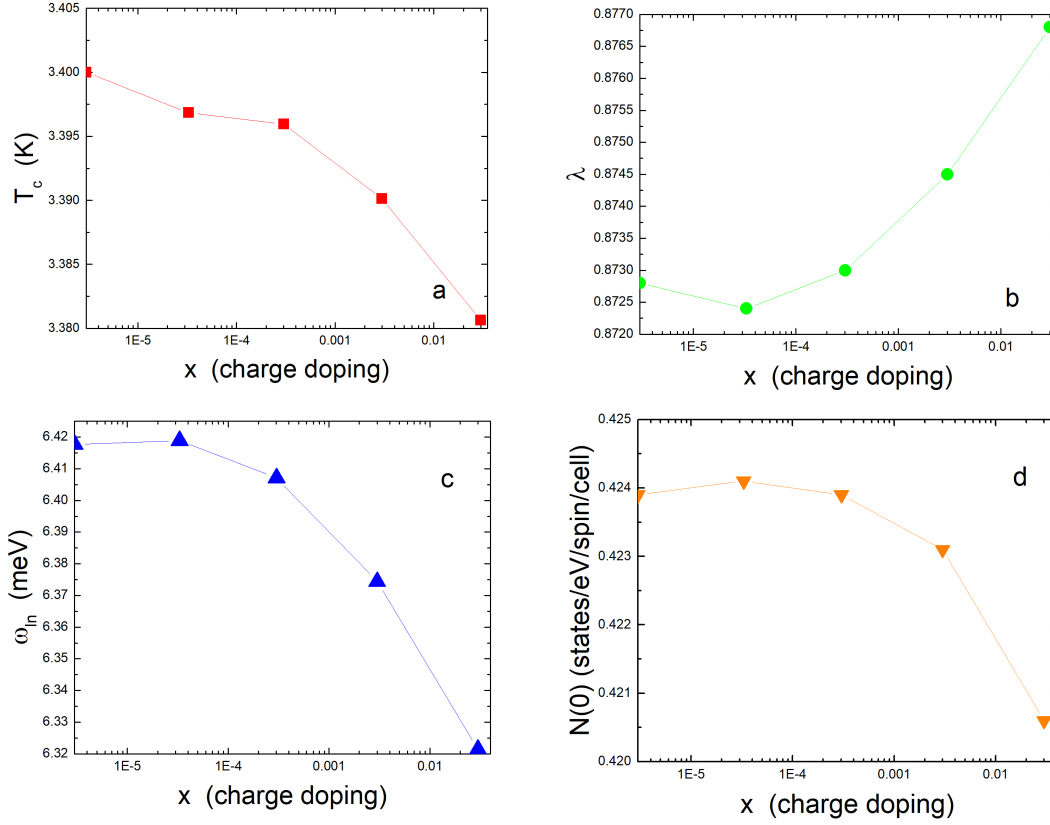 3.405
3.400
3.395
3.390
3.385
3.380
T_c (K)
a
1E-5 1E-4 0.001 0.01
x (charge doping)
0.8770
0.8765
0.8760
0.8755
0.8750
0.8745
0.8740
0.8735
0.8730
0.8725
0.8720
λ
b
1E-5 1E-4 0.001 0.01
x (charge doping)
6.42
6.41
6.40
6.39
6.38
6.37
6.36
6.35
6.34
6.33
6.32
ω_ln (meV)
c
1E-5 1E-4 0.001 0.01
x (charge doping)
0.425
0.424
0.423
0.422
0.421
0.420
N(0) (states/eV/spin/cell)
d
1E-5 1E-4 0.001 0.01
x (charge doping)